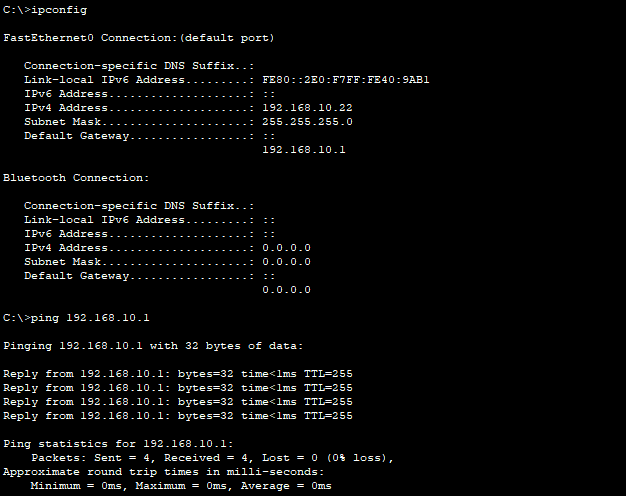 C:\>ipconfig
FastEthernet0 Connection:(default port)
Connection-specific DNS Suffix..:
Link-local IPv6 Address.........: FE80::2E0:F7FF:FE40:9AB1
IPv6 Address....................: ::
IPv4 Address....................: 192.168.10.22
Subnet Mask.....................: 255.255.255.0
Default Gateway.................: ::
192.168.10.1
Bluetooth Connection:
Connection-specific DNS Suffix..:
Link-local IPv6 Address.........: ::
IPv6 Address....................: ::
IPv4 Address....................: 0.0.0.0
Subnet Mask.....................: 0.0.0.0
Default Gateway.................: ::
0.0.0.0
C:\>ping 192.168.10.1
Pinging 192.168.10.1 with 32 bytes of data:
Reply from 192.168.10.1: bytes=32 time<1ms TTL=255
Reply from 192.168.10.1: bytes=32 time<1ms TTL=255
Reply from 192.168.10.1: bytes=32 time<1ms TTL=255
Reply from 192.168.10.1: bytes=32 time<1ms TTL=255
Ping statistics for 192.168.10.1:
Packets: Sent = 4, Received = 4, Lost = 0 (0% loss),
Approximate round trip times in milli-seconds:
Minimum = 0ms, Maximum = 0ms, Average = 0ms